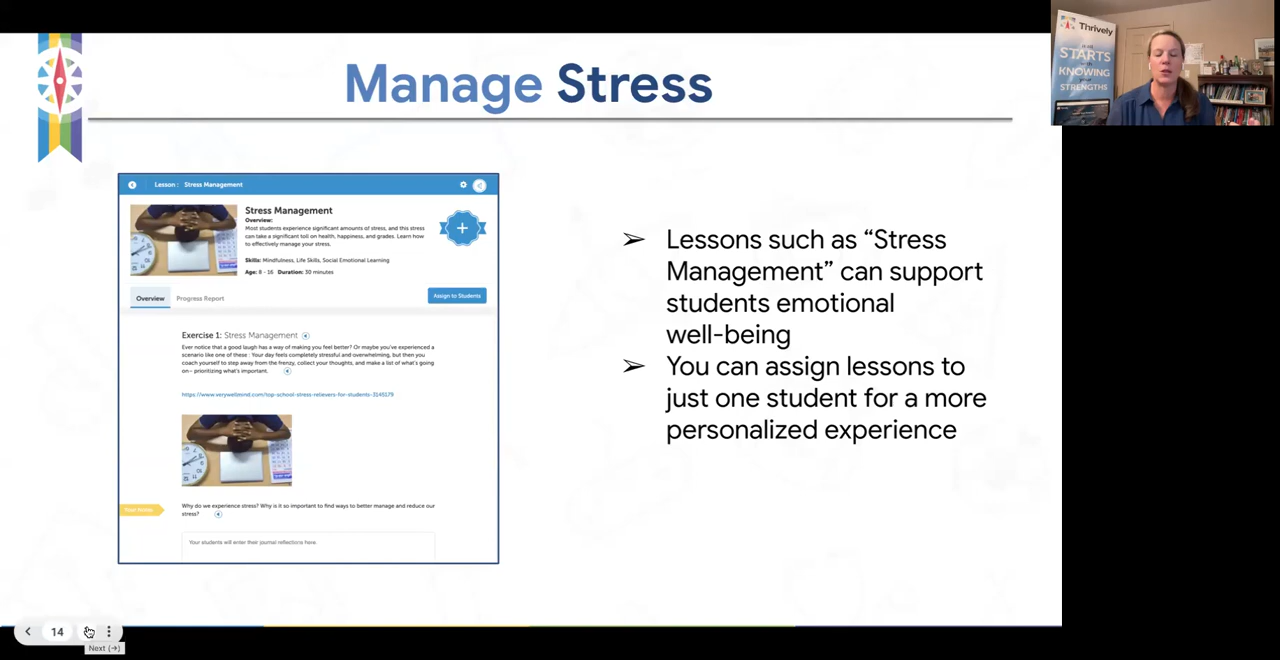 Manage Stress
Thrively
it all
STARTS
with
KNOWING
your
STRENGTHS
Lesson : Stress Management
Stress Management
Overview:
Most students experience significant amounts of stress, and this stress
can take a significant toll on health, happiness, and grades. Learn how
to effectively manage your stress.
Skills: Mindfulness, Life Skills, Social Emotional Learning
Age: 8 - 16 Duration: 30 minutes
Overview Progress Report
Assign to Students
Exercise 1: Stress Management
Ever notice that a good laugh has a way of making you feel better? Or maybe you've experienced a
scenario like one of these : Your day feels completely stressful and overwhelming, but then you
coach yourself to step away from the frenzy, collect your thoughts, and make a list of what's going
on– prioritizing what's important.
https://www.verywellmind.com/top-school-stress-relievers-for-students-3145179
Why do we experience stress? Why is it so important to find ways to better manage and reduce our
stress?
Your students will enter their journal reflections here.
➢ Lessons such as “Stress
Management” can support
students emotional
well-being
➢ You can assign lessons to
just one student for a more
personalized experience
14
Next (→)